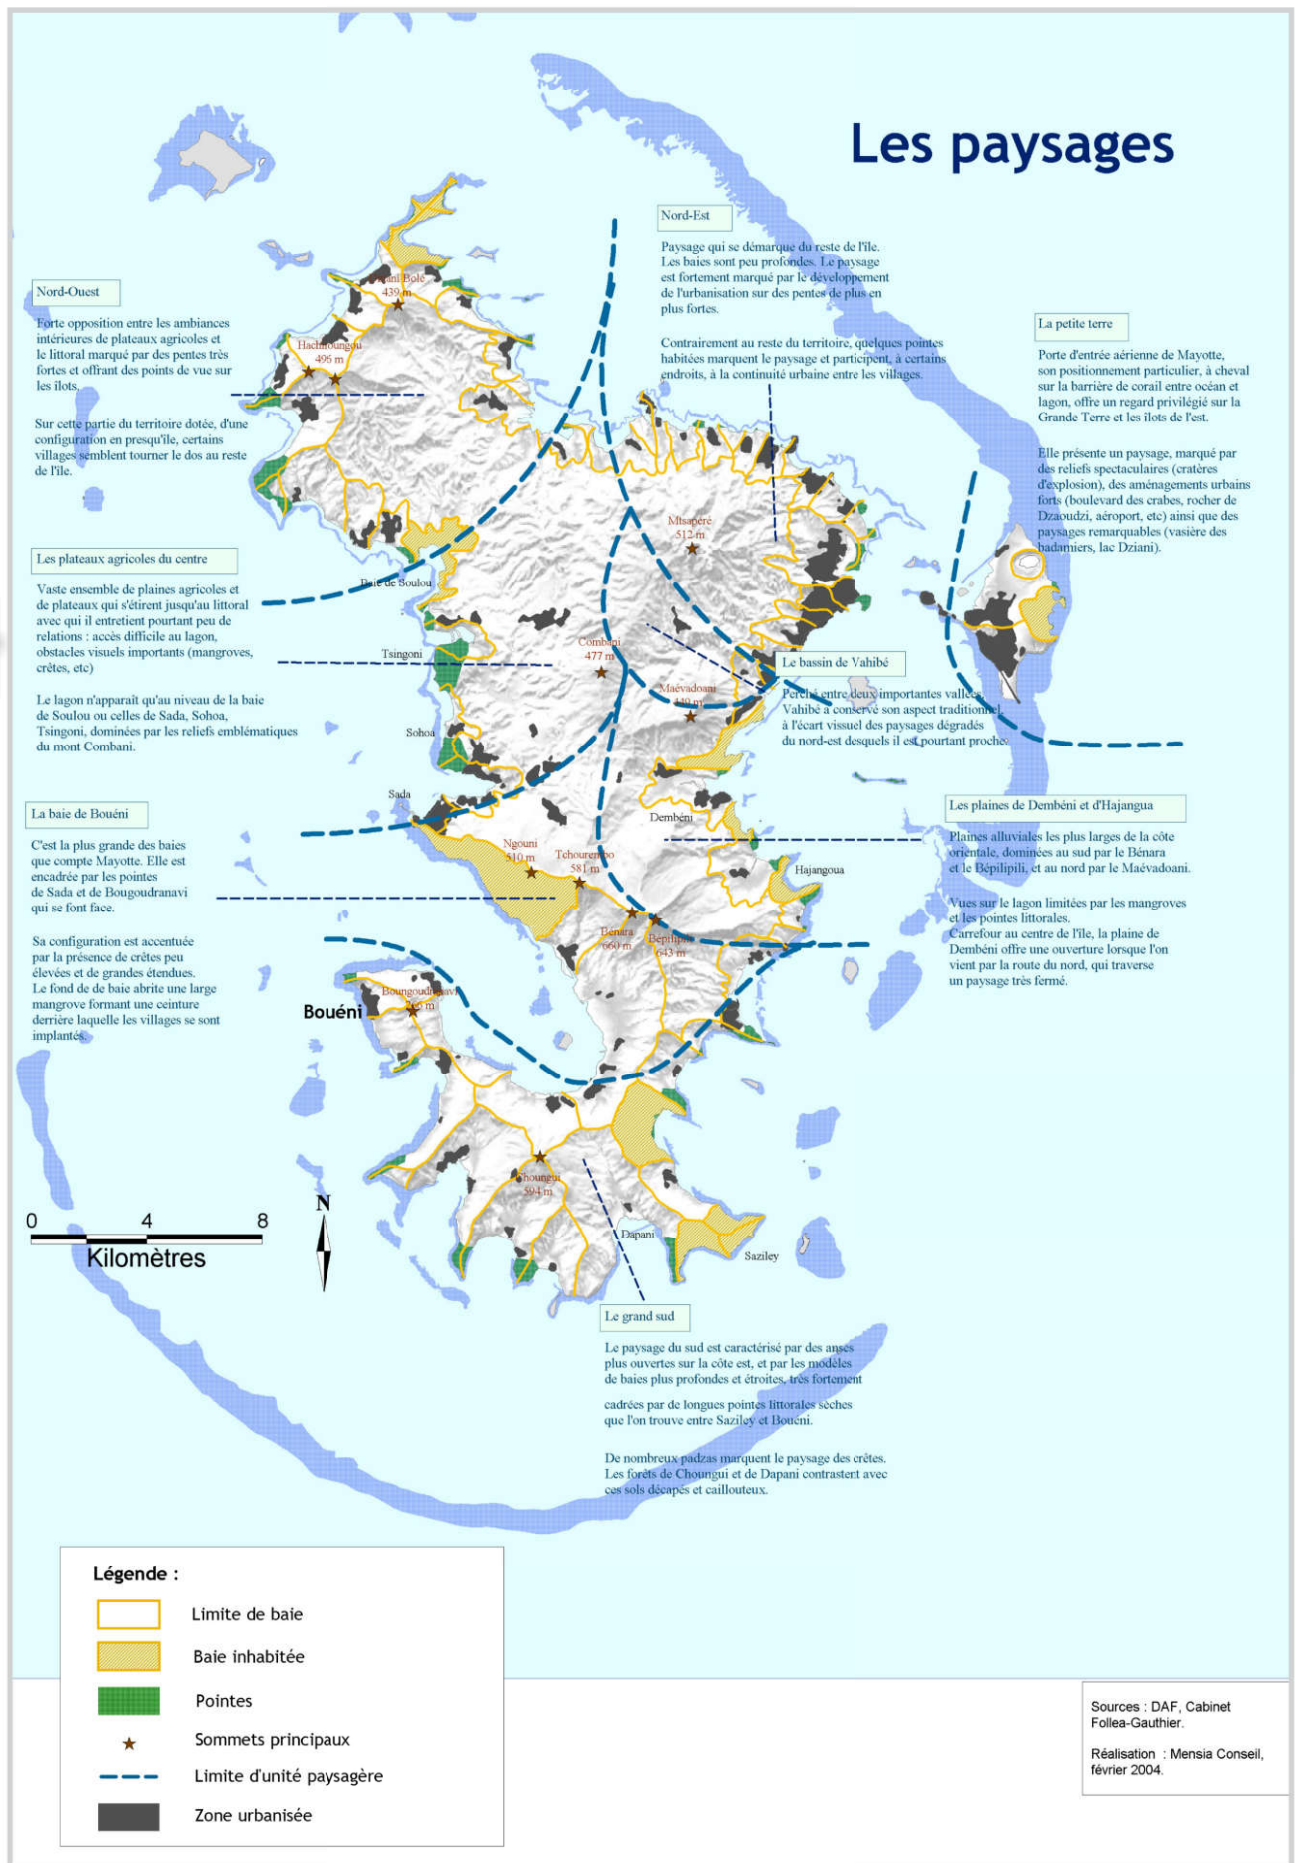 Les paysages
Nord-Est
Paysage qui se démarque du reste de l'île.
Les baies sont peu profondes. Le paysage
est fortement marqué par le développement
de l'urbanisation sur des pentes de plus en
plus fortes.
Contrairement au reste du territoire, quelques pointes
habitées marquent le paysage et participent, à certains
endroits, à la continuité urbaine entre les villages.
Nord-Ouest
Forte opposition entre les ambiances
intérieures de plateaux agricoles et
le littoral marqué par des pentes très
fortes et offrant des points de vue sur
les îlots.
Sur cette partie du territoire dotée, d'une
configuration en presqu'île, certains
villages semblent tourner le dos au reste
de l'île.
La petite terre
Porte d'entrée aérienne de Mayotte,
son positionnement particulier, à cheval
sur la barrière de corail entre océan et
lagon, offre un regard privilégié sur la
Grande Terre et les îlots de l'est.
Elle présente un paysage, marqué par
des reliefs spectaculaires (cratères
d'explosion), des aménagements urbains
forts (boulevard des crabes, rocher de
Dzaoudzi, aéroport, etc) ainsi que des
paysages remarquables (vasière des
badamiers, lac Dziani).
Les plateaux agricoles du centre
Vaste ensemble de plaines agricoles et
de plateaux qui s'étirent jusqu'au littoral
avec qui il entretient pourtant peu de
relations : accès difficile au lagon,
obstacles visuels importants (mangroves,
crêtes, etc)
Le lagon n'apparaît qu'au niveau de la baie
de Soulou ou celles de Sada, Sohoa,
Tsingoni, dominées par les reliefs emblématiques
du mont Combani.
Le bassin de Vahibé
Perché entre deux importantes vallées,
Vahibé a conservé son aspect traditionnel,
à l'écart vissuel des paysages dégradés
du nord-est desquels il est pourtant proche.
La baie de Bouéni
C'est la plus grande des baies
que compte Mayotte. Elle est
encadrée par les pointes
de Sada et de Bougoudranavi
qui se font face.
Sa configuration est accentuée
par la présence de crêtes peu
élevées et de grandes étendues.
Le fond de de baie abrite une large
mangrove formant une ceinture
derrière laquelle les villages se sont
implantés.
Les plaines de Dembéni et d'Hajangua
Plaines alluviales les plus larges de la côte
orientale, dominées au sud par le Bénara
et le Bépilipili, et au nord par le Maévadoani.
Vues sur le lagon limitées par les mangroves
et les pointes littorales.
Carrefour au centre de l'île, la plaine de
Dembéni offre une ouverture lorsque l'on
vient par la route du nord, qui traverse
un paysage très fermé.
Bolé
439 m
Hachiroungou
495 m
Mtsapéré
512 m
Baie de Soulou
Tsingoni
Combani
477 m
Maévadoani
Sohoa
Sada
Dembéni
Ngouni
510 m
Tchourembo
581 m
Hajangoua
Bénara
660 m
Bépilipili
643 m
Boungoudranavi
Bouéni
Choungui
594 m
Dapani
Saziley
N
0 4 8
Kilomètres
Le grand sud
Le paysage du sud est caractérisé par des anses
plus ouvertes sur la côte est, et par les modèles
de baies plus profondes et étroites, très fortement
cadrées par de longues pointes littorales sèches
que l'on trouve entre Saziley et Bouéni.
De nombreux padzas marquent le paysage des crêtes.
Les forêts de Choungui et de Dapani contrastent avec
ces sols décapés et caillouteux.
Légende :
Limite de baie
Baie inhabitée
Pointes
Sommets principaux
Limite d'unité paysagère
Zone urbanisée
Sources : DAF, Cabinet
Follea-Gauthier.
Réalisation : Mensia Conseil,
février 2004.